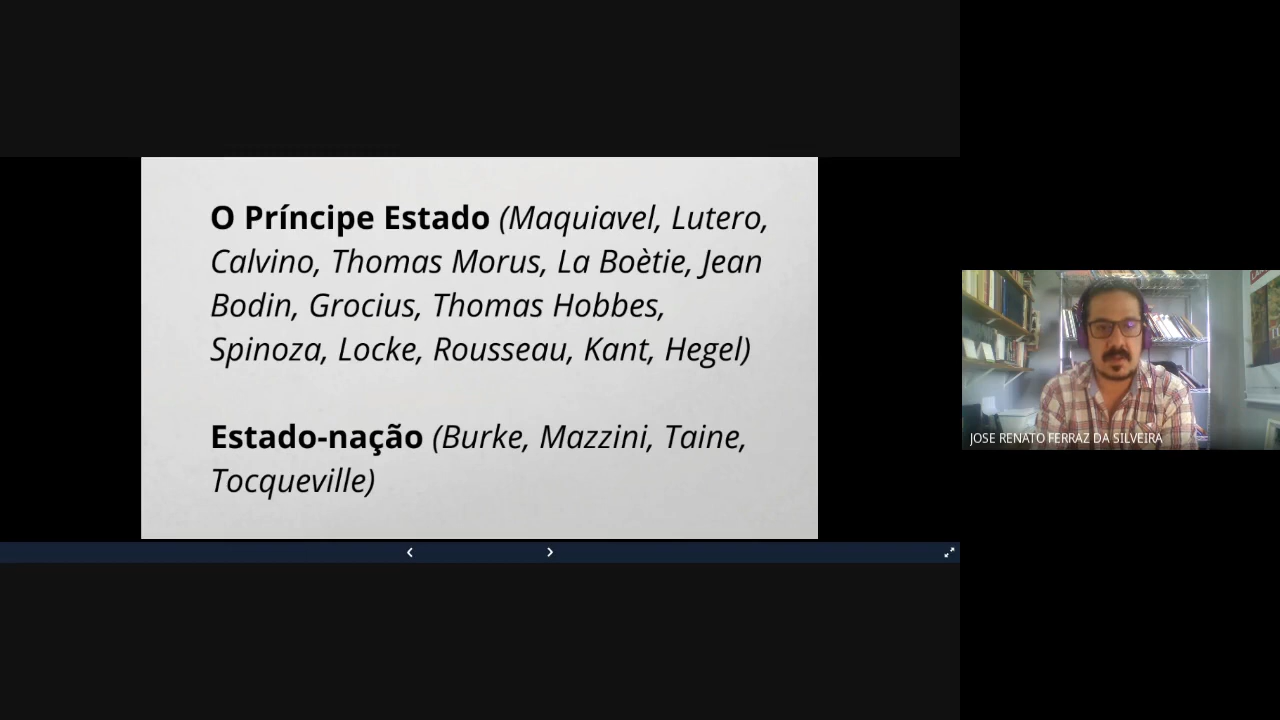 O Príncipe Estado (Maquiavel, Lutero,
Calvino, Thomas Morus, La Boètie, Jean
Bodin, Grocius, Thomas Hobbes,
Spinoza, Locke, Rousseau, Kant, Hegel)
Estado-nação (Burke, Mazzini, Taine,
Tocqueville)
JOSE RENATO FERRAZ DA SILVEIRA